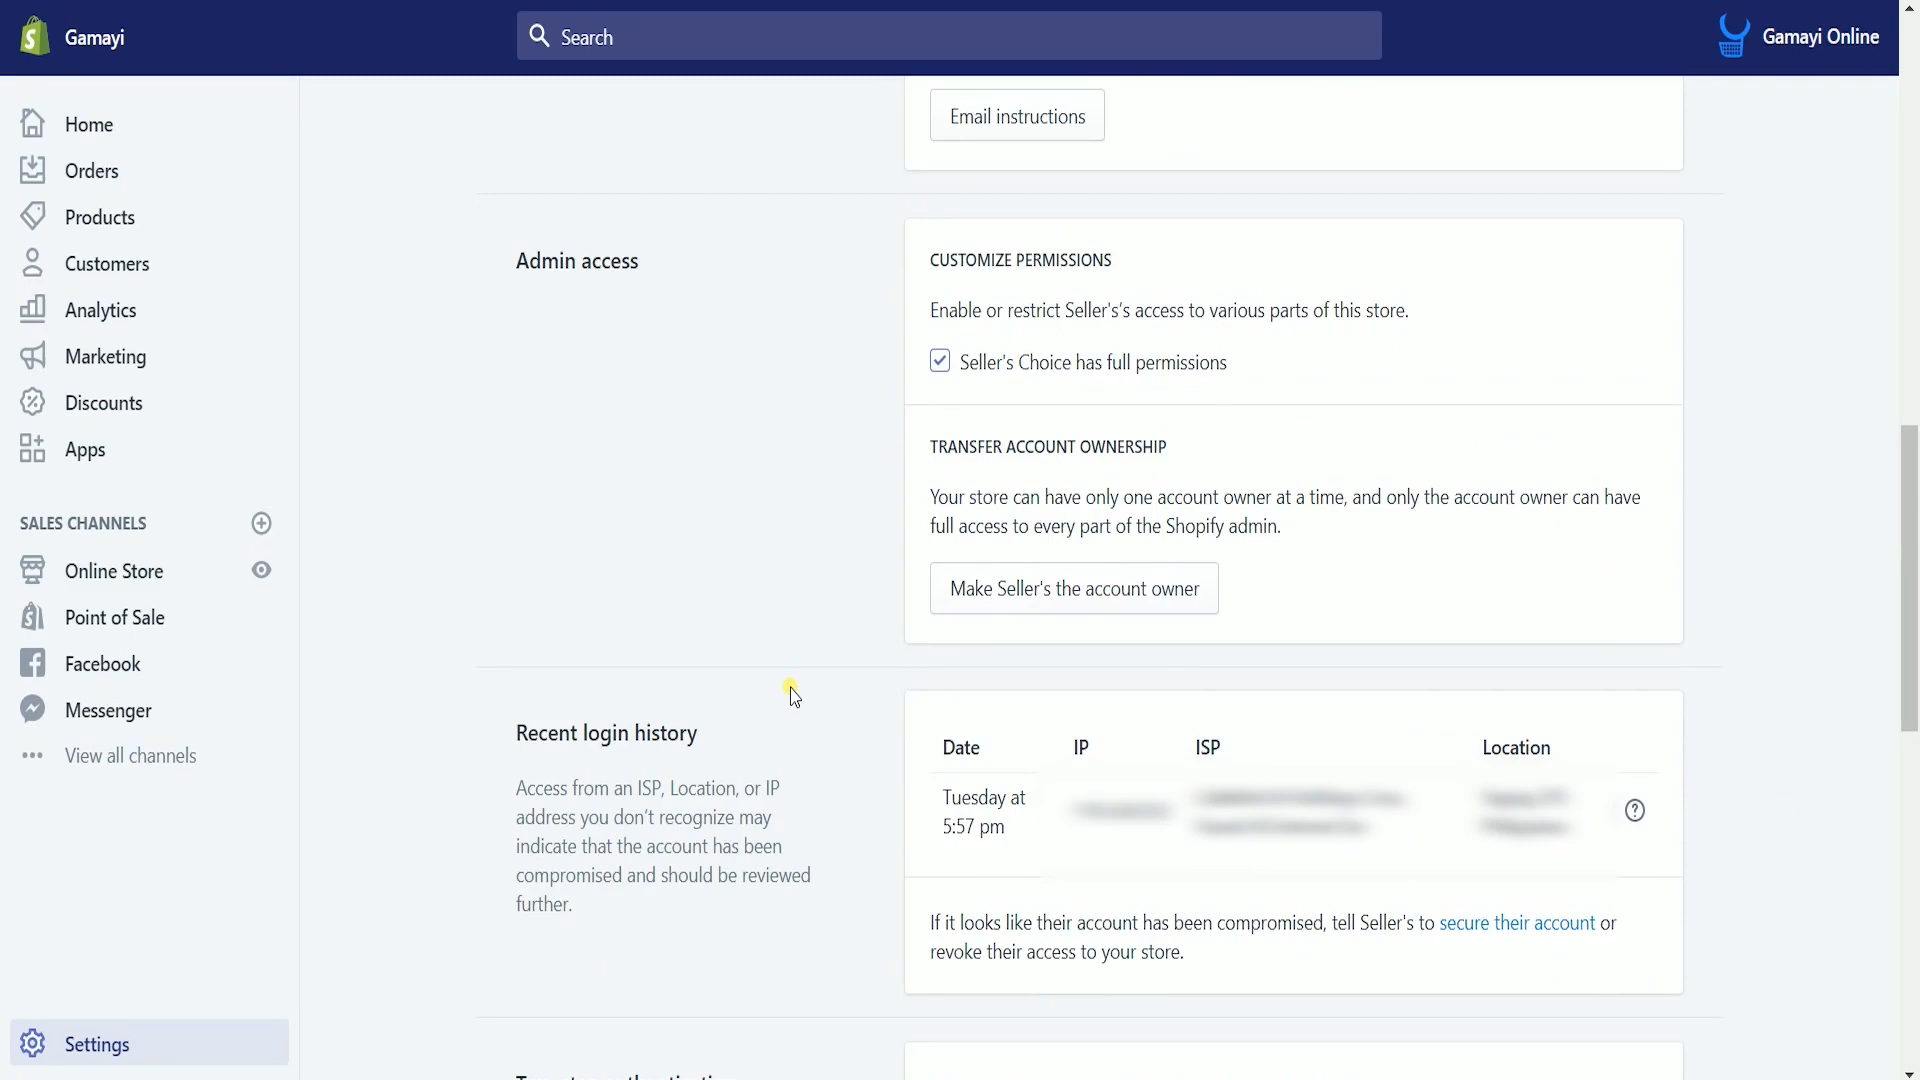 Gamayi
Search
Gamayi Online
Home
Orders
Products
Customers
Analytics
Marketing
Discounts
Apps
SALES CHANNELS
Online Store
Point of Sale
Facebook
Messenger
View all channels
Settings
Email instructions
Admin access
CUSTOMIZE PERMISSIONS
Enable or restrict Seller's's access to various parts of this store.
Seller's Choice has full permissions
TRANSFER ACCOUNT OWNERSHIP
Your store can have only one account owner at a time, and only the account owner can have
full access to every part of the Shopify admin.
Make Seller's the account owner
Recent login history
Access from an ISP, Location, or IP
address you don't recognize may
indicate that the account has been
compromised and should be reviewed
further.
Date IP ISP Location
Tuesday at
5:57 pm
If it looks like their account has been compromised, tell Seller's to secure their account or
revoke their access to your store.